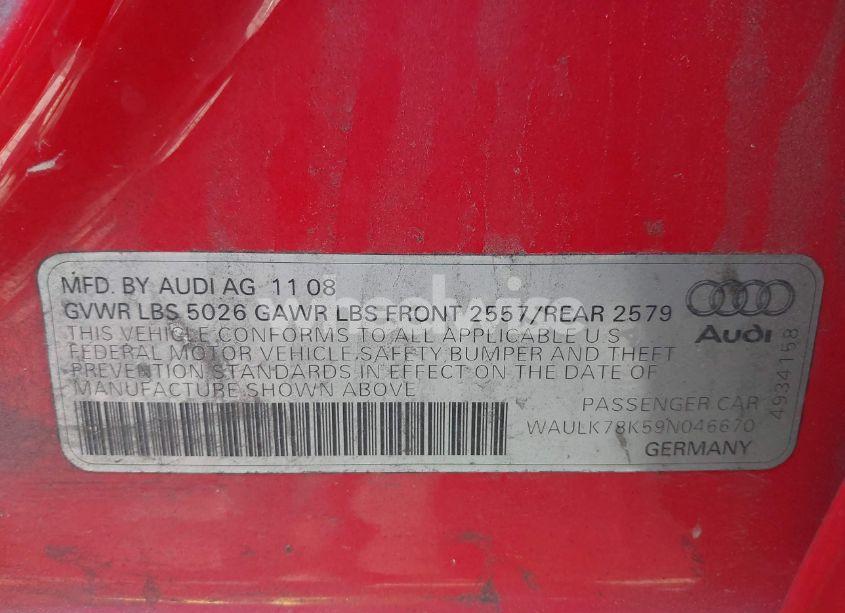 MFD. BY AUDI AG 11 08
GVWR LBS 5026 GAWR LBS FRONT 2557/REAR 2579
THIS VEHICLE CONFORMS TO ALL APPLICABLE U S
FEDERAL MOTOR VEHICLE SAFETY, BUMPER AND THEFT
PREVENTION STANDARDS IN EFFECT ON THE DATE OF
MANUFACTURE SHOWN ABOVE
PASSENGER CAR
WAULK78K59N046670
GERMANY
Audi
4934158
wheelwire